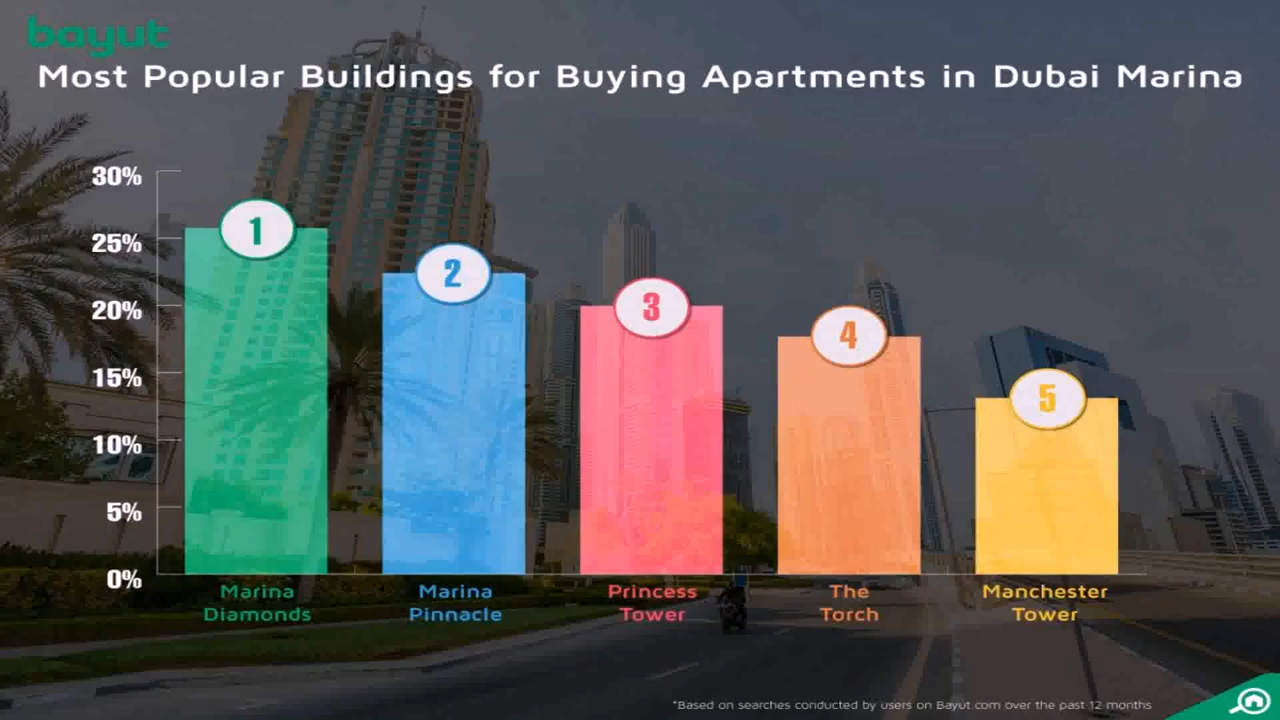 bayut
Most Popular Buildings for Buying Apartments in Dubai Marina
30%
25%
20%
15%
10%
5%
0%
1
2
3
4
5
Marina
Diamonds
Marina
Pinnacle
Princess
Tower
The
Torch
Manchester
Tower
*Based on searches conducted by users on Bayut.com over the past 12 months